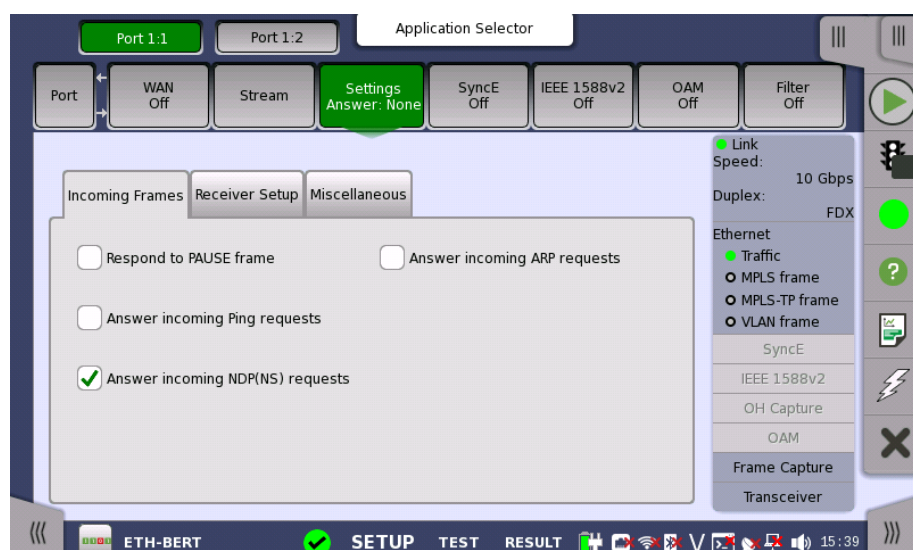 Port 1:1
Port 1:2
Application Selector
Port
WAN
Off
Stream
Settings
Answer: None
SyncE
Off
IEEE 1588v2
Off
OAM
Off
Filter
Off
Incoming Frames
Receiver Setup
Miscellaneous
Respond to PAUSE frame
Answer incoming ARP requests
Answer incoming Ping requests
Answer incoming NDP(NS) requests
Link
Speed:
10 Gbps
Duplex:
FDX
Ethernet
Traffic
MPLS frame
MPLS-TP frame
VLAN frame
SyncE
IEEE 1588v2
OH Capture
OAM
Frame Capture
Transceiver
ETH-BERT
SETUP
TEST
RESULT
15:39